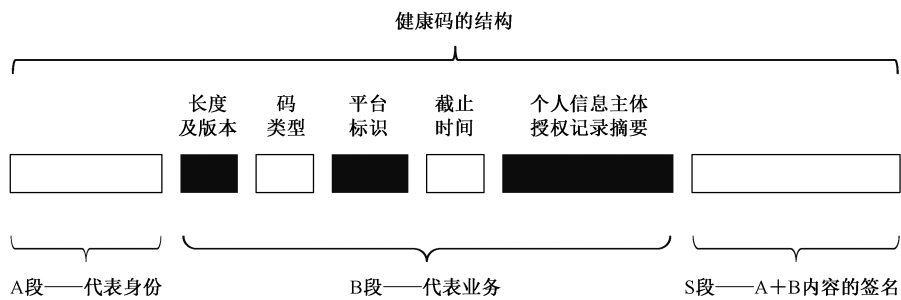 健康码的结构
长度
及版本
码
类型
平台
标识
截止
时间
个人信息主体
授权记录摘要
A段——代表身份
B段——代表业务
S段——A+B内容的签名